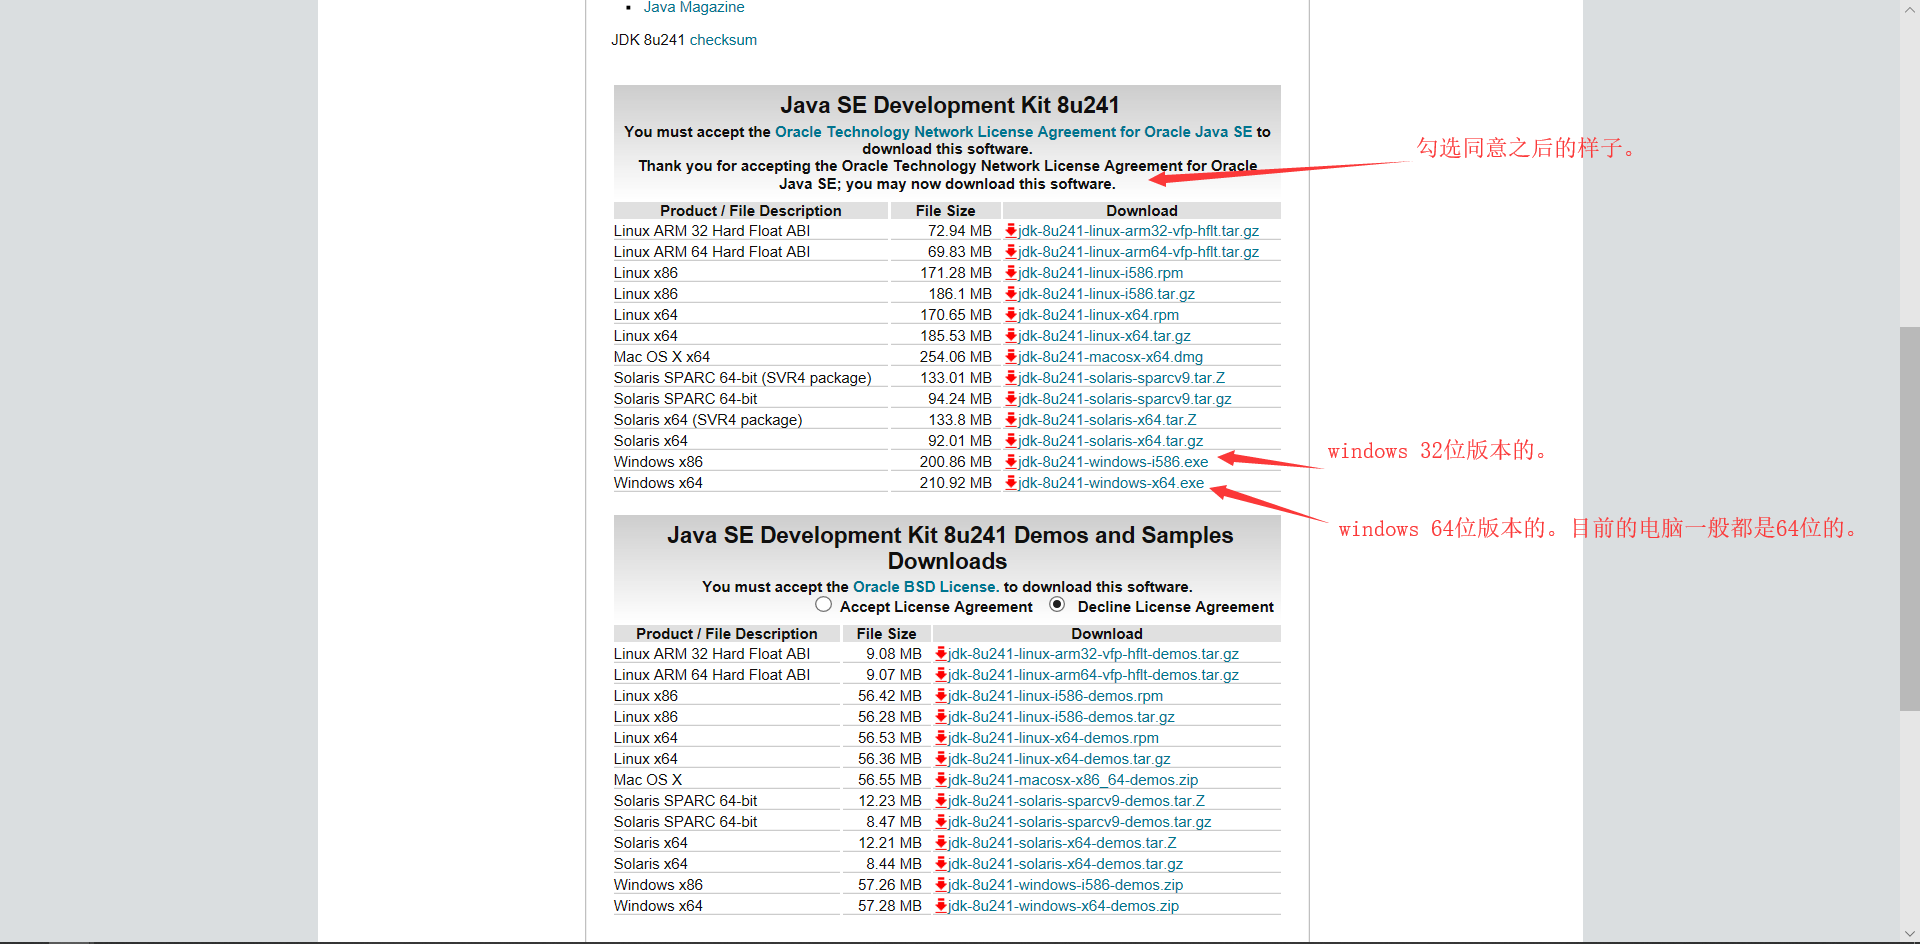 Java Magazine
JDK 8u241 checksum
Java SE Development Kit 8u241
You must accept the Oracle Technology Network License Agreement for Oracle Java SE to
download this software.
Thank you for accepting the Oracle Technology Network License Agreement for Oracle
Java SE; you may now download this software.
勾选同意之后的样子。
Product / File Description File Size Download
Linux ARM 32 Hard Float ABI 72.94 MB jdk-8u241-linux-arm32-vfp-hflt.tar.gz
Linux ARM 64 Hard Float ABI 69.83 MB jdk-8u241-linux-arm64-vfp-hflt.tar.gz
Linux x86 171.28 MB jdk-8u241-linux-i586.rpm
Linux x86 186.1 MB jdk-8u241-linux-i586.tar.gz
Linux x64 170.65 MB jdk-8u241-linux-x64.rpm
Linux x64 185.53 MB jdk-8u241-linux-x64.tar.gz
Mac OS X x64 254.06 MB jdk-8u241-macosx-x64.dmg
Solaris SPARC 64-bit (SVR4 package) 133.01 MB jdk-8u241-solaris-sparcv9.tar.Z
Solaris SPARC 64-bit 94.24 MB jdk-8u241-solaris-sparcv9.tar.gz
Solaris x64 (SVR4 package) 133.8 MB jdk-8u241-solaris-x64.tar.Z
Solaris x64 92.01 MB jdk-8u241-solaris-x64.tar.gz
Windows x86 200.86 MB jdk-8u241-windows-i586.exe
windows 32位版本的。
Windows x64 210.92 MB jdk-8u241-windows-x64.exe
windows 64位版本的。目前的电脑一般都是64位的。
Java SE Development Kit 8u241 Demos and Samples
Downloads
You must accept the Oracle BSD License. to download this software.
Accept License Agreement Decline License Agreement
Product / File Description File Size Download
Linux ARM 32 Hard Float ABI 9.08 MB jdk-8u241-linux-arm32-vfp-hflt-demos.tar.gz
Linux ARM 64 Hard Float ABI 9.07 MB jdk-8u241-linux-arm64-vfp-hflt-demos.tar.gz
Linux x86 56.42 MB jdk-8u241-linux-i586-demos.rpm
Linux x86 56.28 MB jdk-8u241-linux-i586-demos.tar.gz
Linux x64 56.53 MB jdk-8u241-linux-x64-demos.rpm
Linux x64 56.36 MB jdk-8u241-linux-x64-demos.tar.gz
Mac OS X 56.55 MB jdk-8u241-macosx-x86_64-demos.zip
Solaris SPARC 64-bit 12.23 MB jdk-8u241-solaris-sparcv9-demos.tar.Z
Solaris SPARC 64-bit 8.47 MB jdk-8u241-solaris-sparcv9-demos.tar.gz
Solaris x64 12.21 MB jdk-8u241-solaris-x64-demos.tar.Z
Solaris x64 8.44 MB jdk-8u241-solaris-x64-demos.tar.gz
Windows x86 57.26 MB jdk-8u241-windows-i586-demos.zip
Windows x64 57.28 MB jdk-8u241-windows-x64-demos.zip